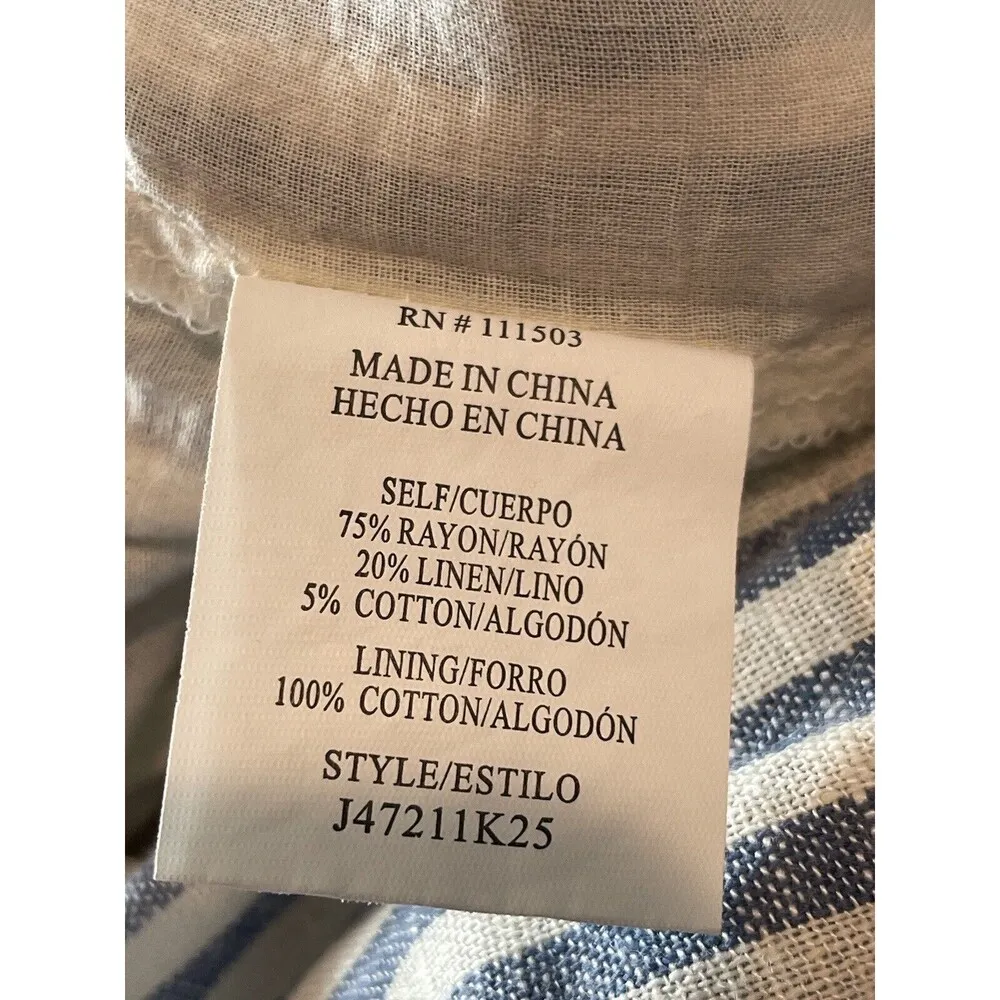 RN # 111503
MADE IN CHINA
HECHO EN CHINA
SELF/CUERPO
75% RAYON/RAYÓN
20% LINEN/LINO
5% COTTON/ALGODÓN
LINING/FORRO
100% COTTON/ALGODÓN
STYLE/ESTILO
J47211K25